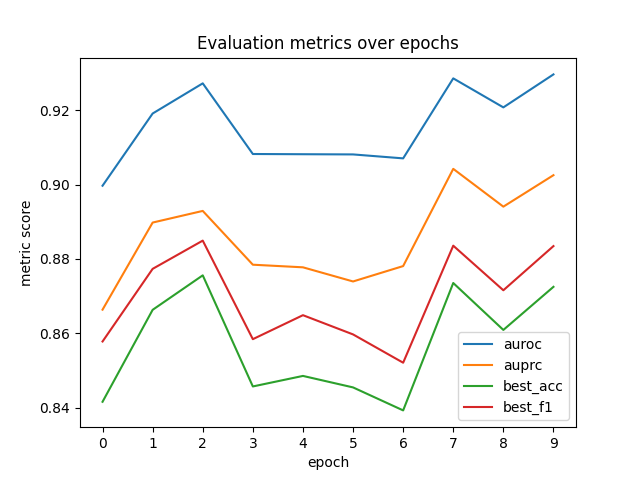 Evaluation metrics over epochs
metric score
0.92
0.90
0.88
0.86
0.84
auroc
auprc
best_acc
best_f1
0 1 2 3 4 5 6 7 8 9
epoch